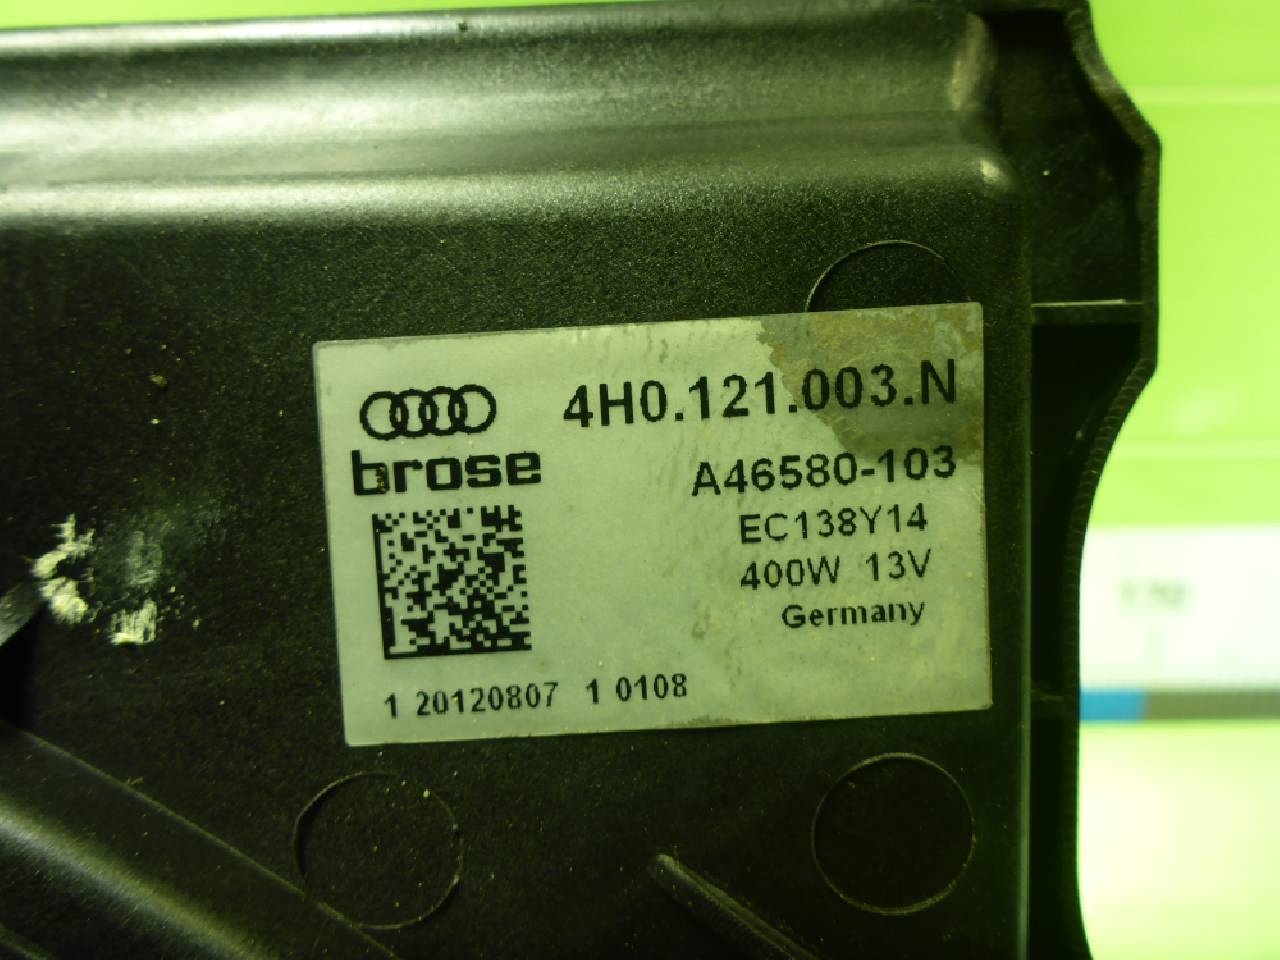 4H0.121.003.N
brose
A46580-103
EC138Y14
400W 13V
Germany
1 20120807 1 0108